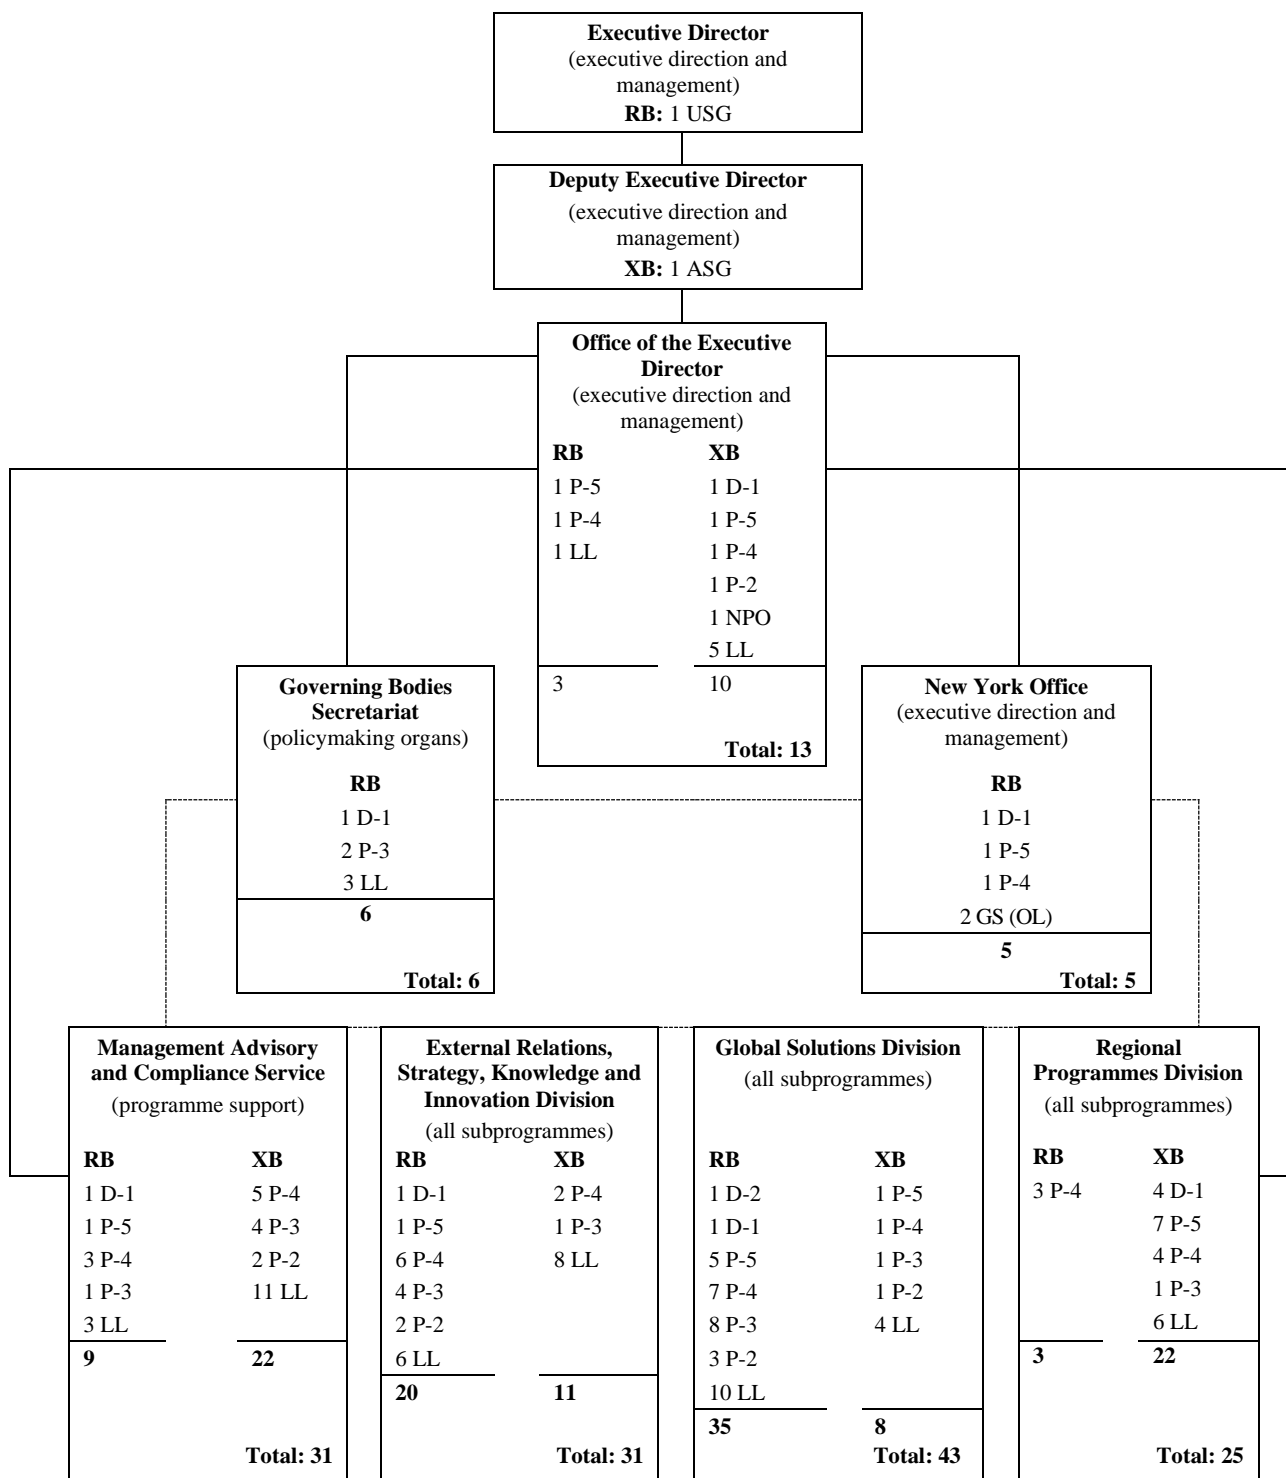 Executive Director
(executive direction and
management)
RB: 1 USG
Deputy Executive Director
(executive direction and
management)
XB: 1 ASG
Office of the Executive
Director
(executive direction and
management)
RB XB
1 P-5 1 D-1
1 P-4 1 P-5
1 LL 1 P-4
1 P-2
1 NPO
5 LL
3 10
Total: 13
Governing Bodies
Secretariat
(policymaking organs)
RB
1 D-1
2 P-3
3 LL
6
Total: 6
New York Office
(executive direction and
management)
RB
1 D-1
1 P-5
1 P-4
2 GS (OL)
5
Total: 5
Management Advisory
and Compliance Service
(programme support)
RB XB
1 D-1 5 P-4
1 P-5 4 P-3
3 P-4 2 P-2
1 P-3 11 LL
3 LL
9 22
Total: 31
External Relations,
Strategy, Knowledge and
Innovation Division
(all subprogrammes)
RB XB
1 D-1 2 P-4
1 P-5 1 P-3
6 P-4 8 LL
4 P-3
2 P-2
6 LL
20 11
Total: 31
Global Solutions Division
(all subprogrammes)
RB XB
1 D-2 1 P-5
1 D-1 1 P-4
5 P-5 1 P-3
7 P-4 1 P-2
8 P-3 4 LL
3 P-2
10 LL
35 8
Total: 43
Regional
Programmes Division
(all subprogrammes)
RB XB
3 P-4 4 D-1
7 P-5
4 P-4
1 P-3
6 LL
3 22
Total: 25